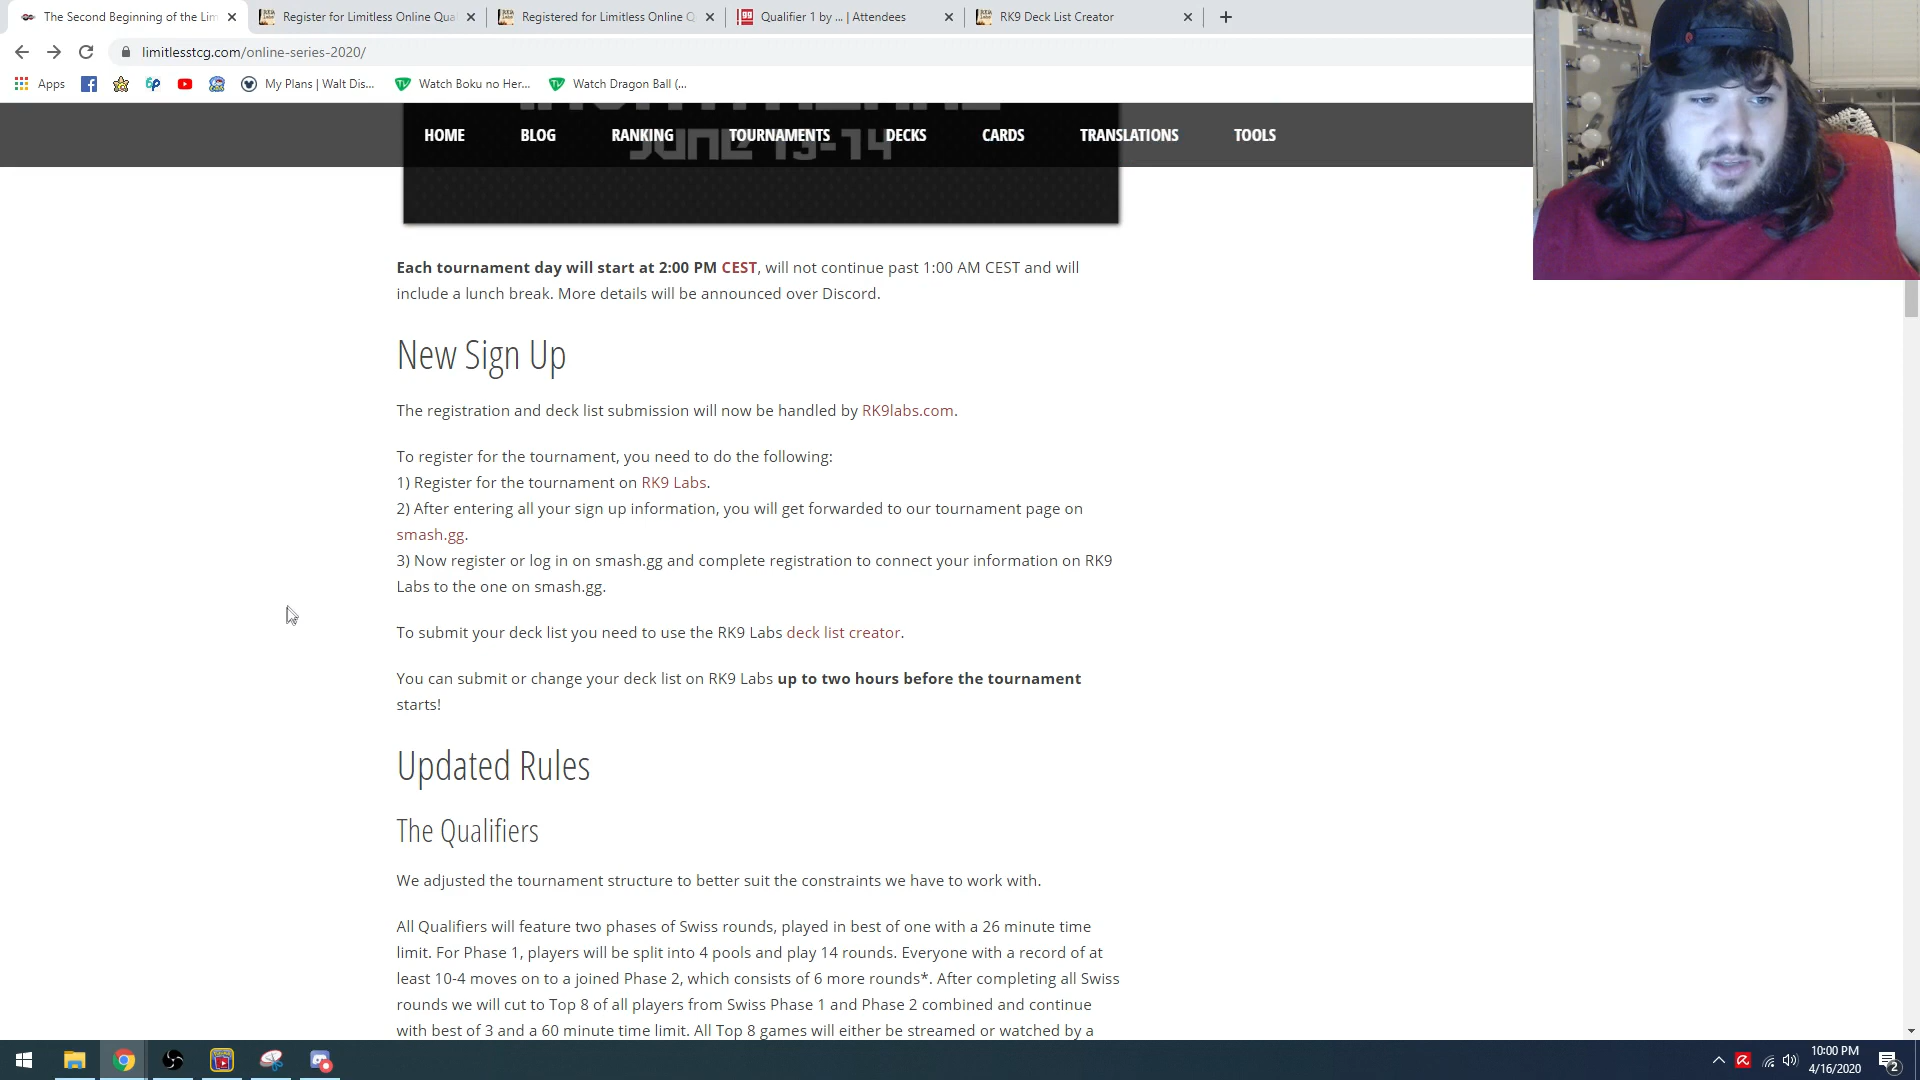 The Second Beginning of the Lim
Register for Limitless Online Qua
Registered for Limitless Online Q
Qualifier 1 by ... | Attendees
RK9 Deck List Creator
limitlesstcg.com/online-series-2020/
Apps
My Plans | Walt Dis...
Watch Boku no Her...
Watch Dragon Ball (...
HOME BLOG RANKING TOURNAMENTS DECKS CARDS TRANSLATIONS TOOLS
JUNE 13-14
Each tournament day will start at 2:00 PM CEST, will not continue past 1:00 AM CEST and will
include a lunch break. More details will be announced over Discord.
New Sign Up
The registration and deck list submission will now be handled by RK9labs.com.
To register for the tournament, you need to do the following:
1) Register for the tournament on RK9 Labs.
2) After entering all your sign up information, you will get forwarded to our tournament page on
smash.gg.
3) Now register or log in on smash.gg and complete registration to connect your information on RK9
Labs to the one on smash.gg.
To submit your deck list you need to use the RK9 Labs deck list creator.
You can submit or change your deck list on RK9 Labs up to two hours before the tournament
starts!
Updated Rules
The Qualifiers
We adjusted the tournament structure to better suit the constraints we have to work with.
All Qualifiers will feature two phases of Swiss rounds, played in best of one with a 26 minute time
limit. For Phase 1, players will be split into 4 pools and play 14 rounds. Everyone with a record of at
least 10-4 moves on to a joined Phase 2, which consists of 6 more rounds*. After completing all Swiss
rounds we will cut to Top 8 of all players from Swiss Phase 1 and Phase 2 combined and continue
with best of 3 and a 60 minute time limit. All Top 8 games will either be streamed or watched by a
10:00 PM
4/16/2020
2